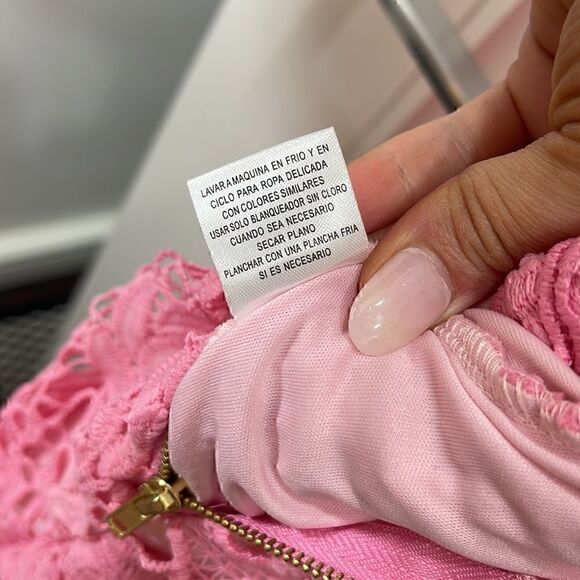 LAVAR A MAQUINA EN FRIO Y EN
CICLO PARA ROPA DELICADA
CON COLORES SIMILARES
USAR SOLO BLANQUEADOR SIN CLORO
CUANDO SEA NECESARIO
SECAR PLANO
PLANCHAR CON UNA PLANCHA FRIA
SI ES NECESARIO